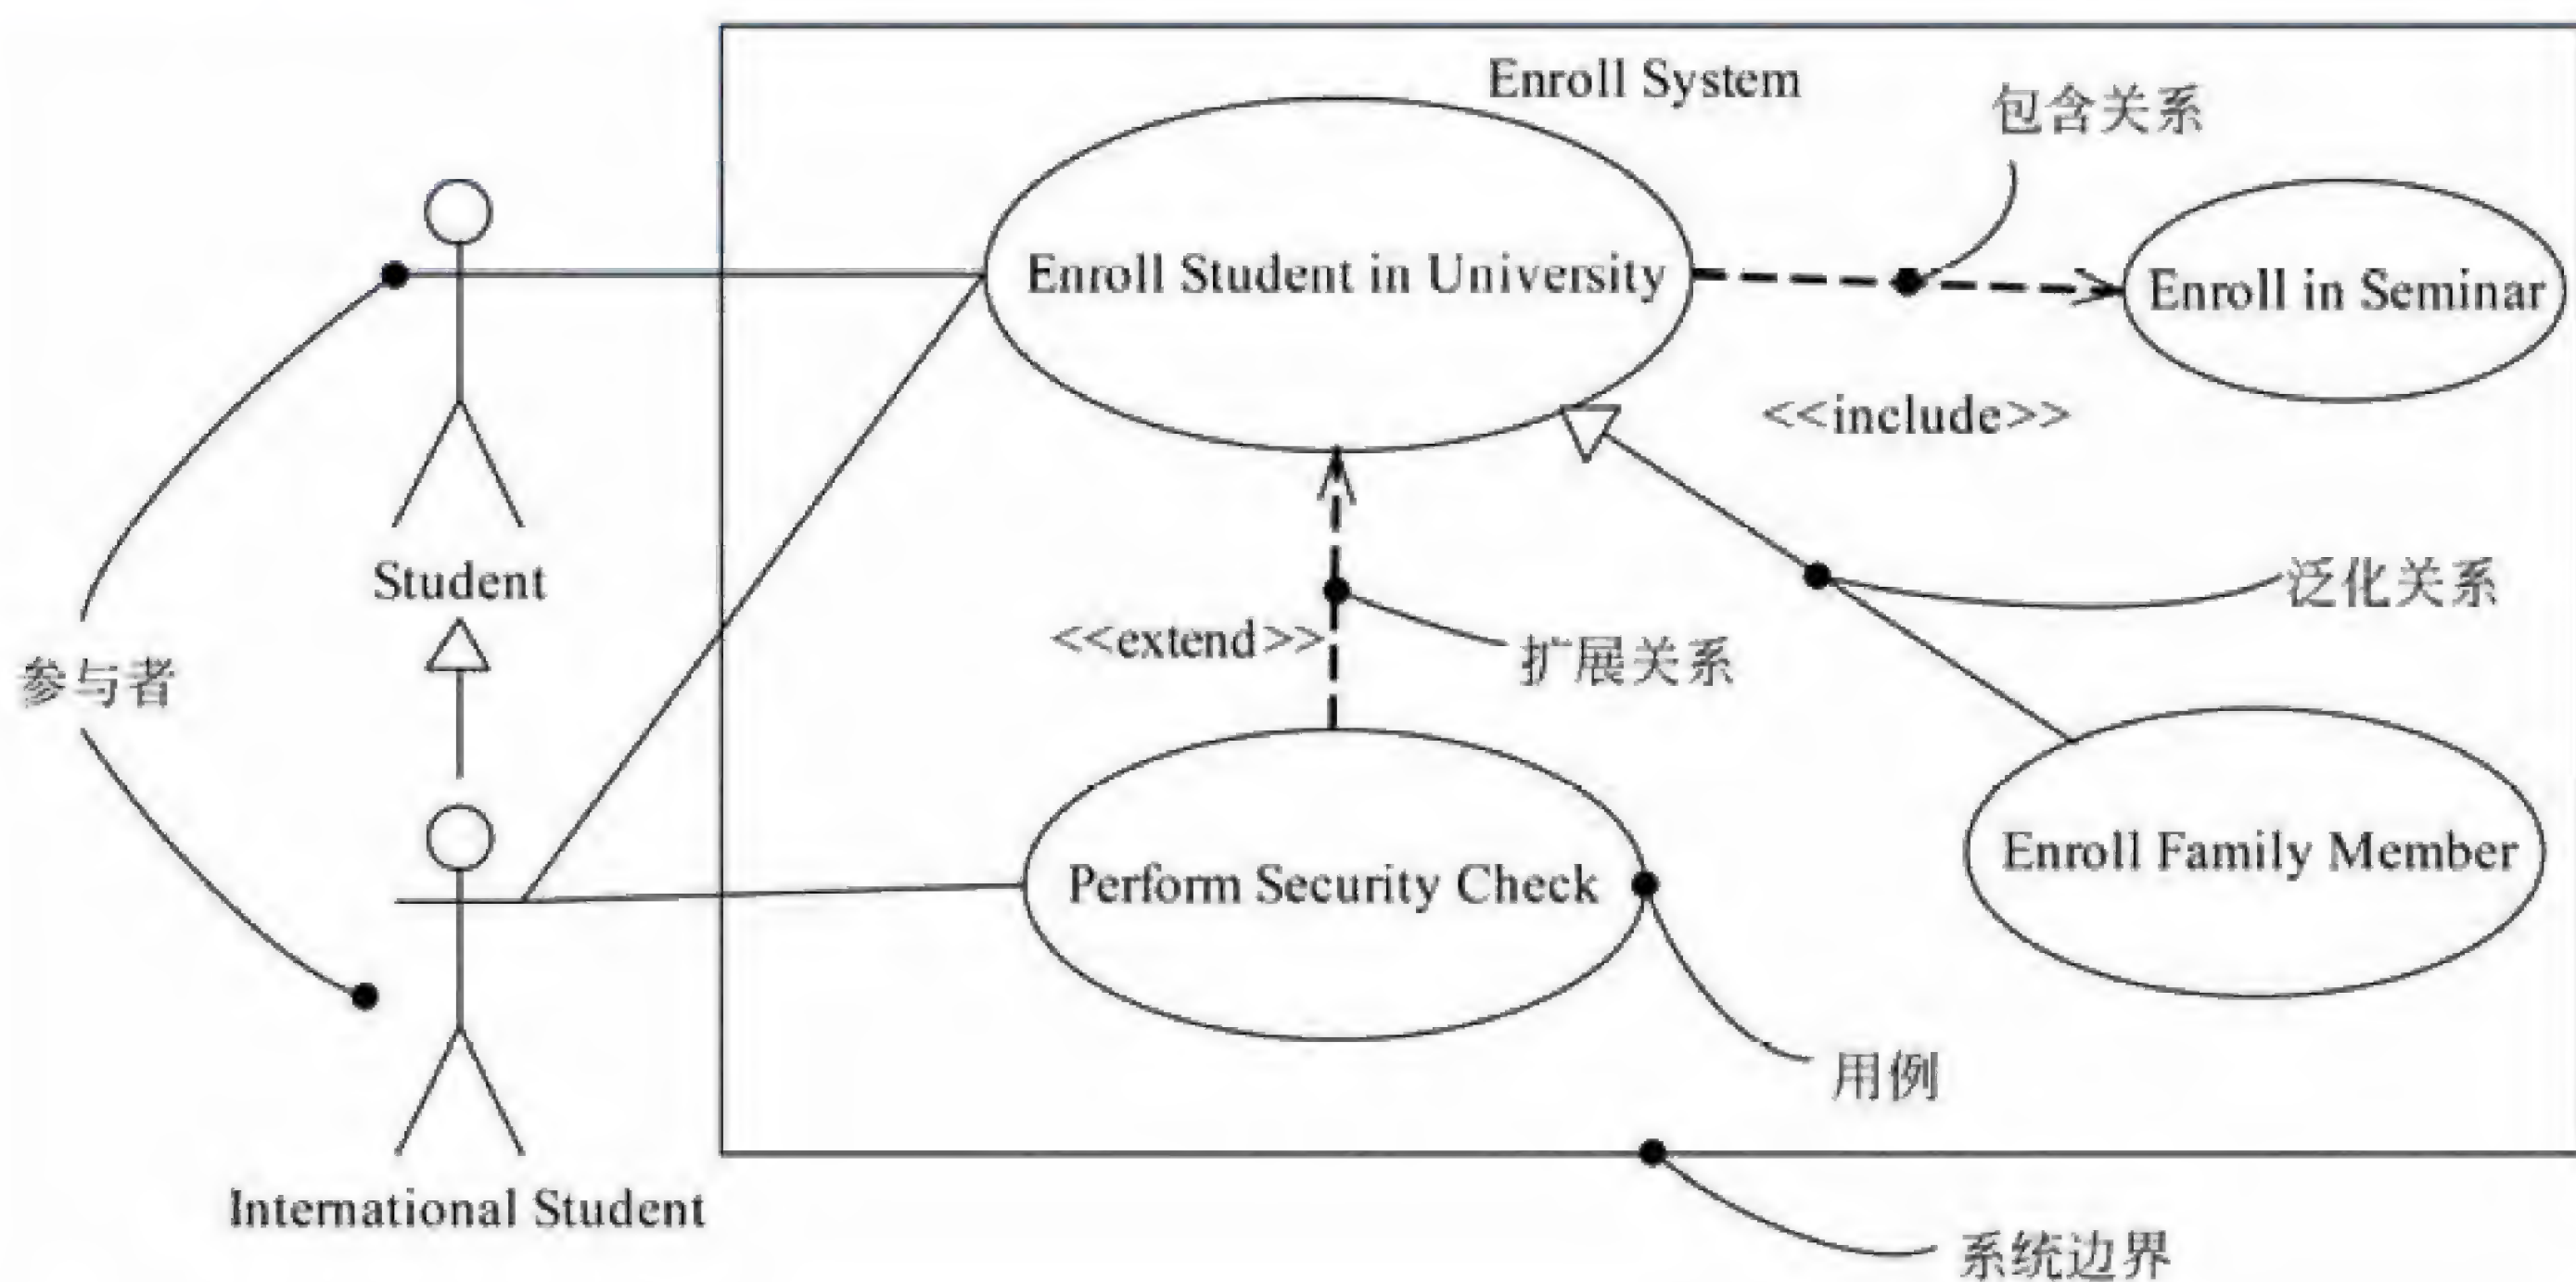 Enroll System
包含关系
Enroll Student in University
Enroll in Seminar
<<include>>
Student
泛化关系
<<extend>>
扩展关系
参与者
Enroll Family Member
Perform Security Check
用例
International Student
系统边界